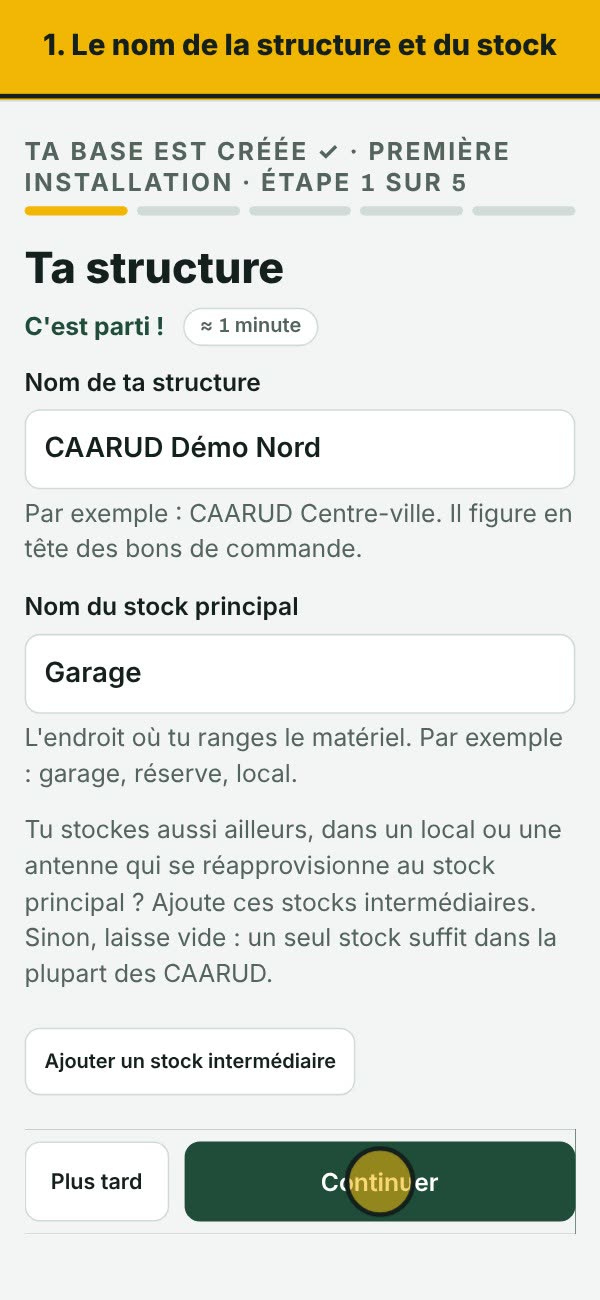 1. Le nom de la structure et du stock
TA BASE EST CRÉÉE ✓ · PREMIÈRE
INSTALLATION · ÉTAPE 1 SUR 5
Ta structure
C'est parti !
≈ 1 minute
Nom de ta structure
CAARUD Démo Nord
Par exemple : CAARUD Centre-ville. Il figure en
tête des bons de commande.
Nom du stock principal
Garage
L'endroit où tu ranges le matériel. Par exemple
: garage, réserve, local.
Tu stockes aussi ailleurs, dans un local ou une
antenne qui se réapprovisionne au stock
principal ? Ajoute ces stocks intermédiaires.
Sinon, laisse vide : un seul stock suffit dans la
plupart des CAARUD.
Ajouter un stock intermédiaire
Plus tard
Continuer